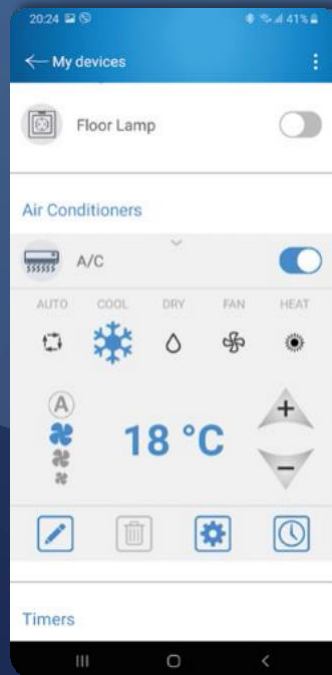 20:24 41%
My devices
Floor Lamp
Air Conditioners
A/C
AUTO COOL DRY FAN HEAT
A
18 °C
Timers